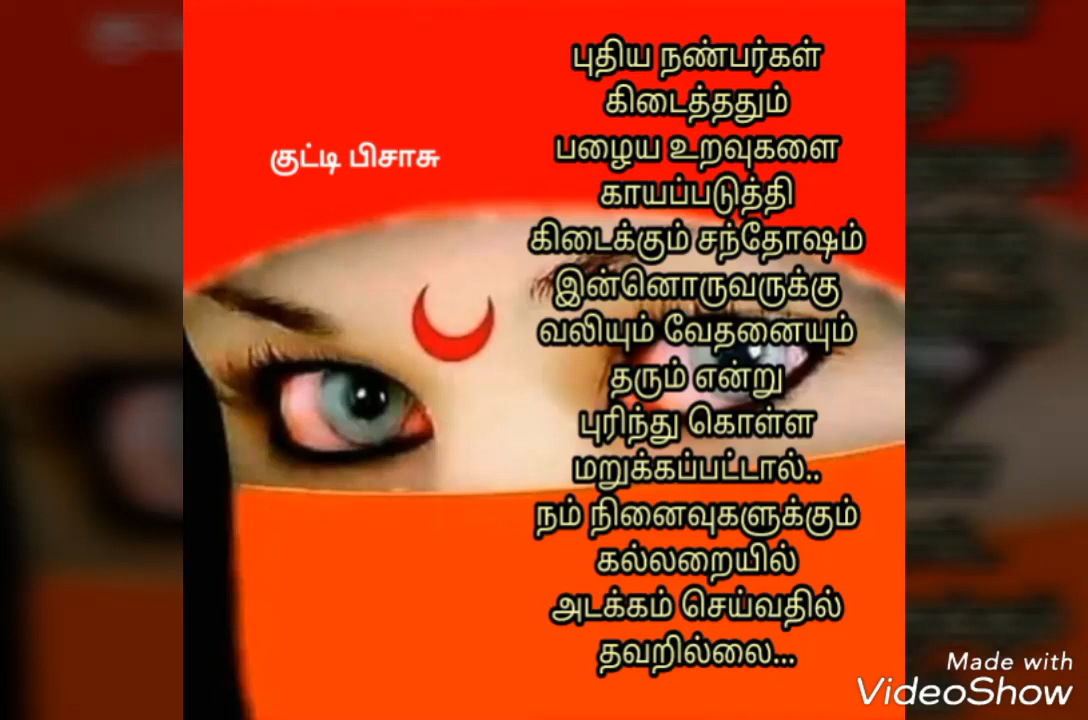 குட்டி பிசாசு
புதிய நண்பர்கள்
கிடைத்ததும்
பழைய உறவுகளை
காயப்படுத்தி
கிடைக்கும் சந்தோஷம்
இன்னொருவருக்கு
வலியும் வேதனையும்
தரும் என்று
புரிந்து கொள்ள
மறுக்கப்பட்டால்..
நம் நினைவுகளுக்கும்
கல்லறையில்
அடக்கம் செய்வதில்
தவறில்லை...
Made with
VideoShow